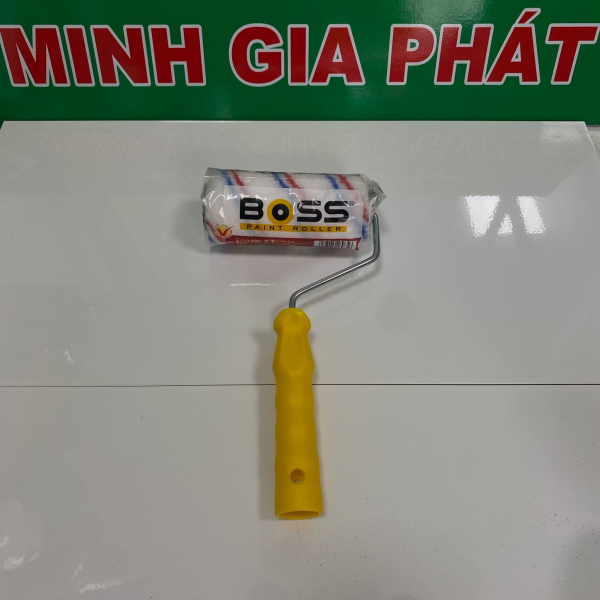 MINH GIA PHÁT
BOSS
PAINT ROLLER